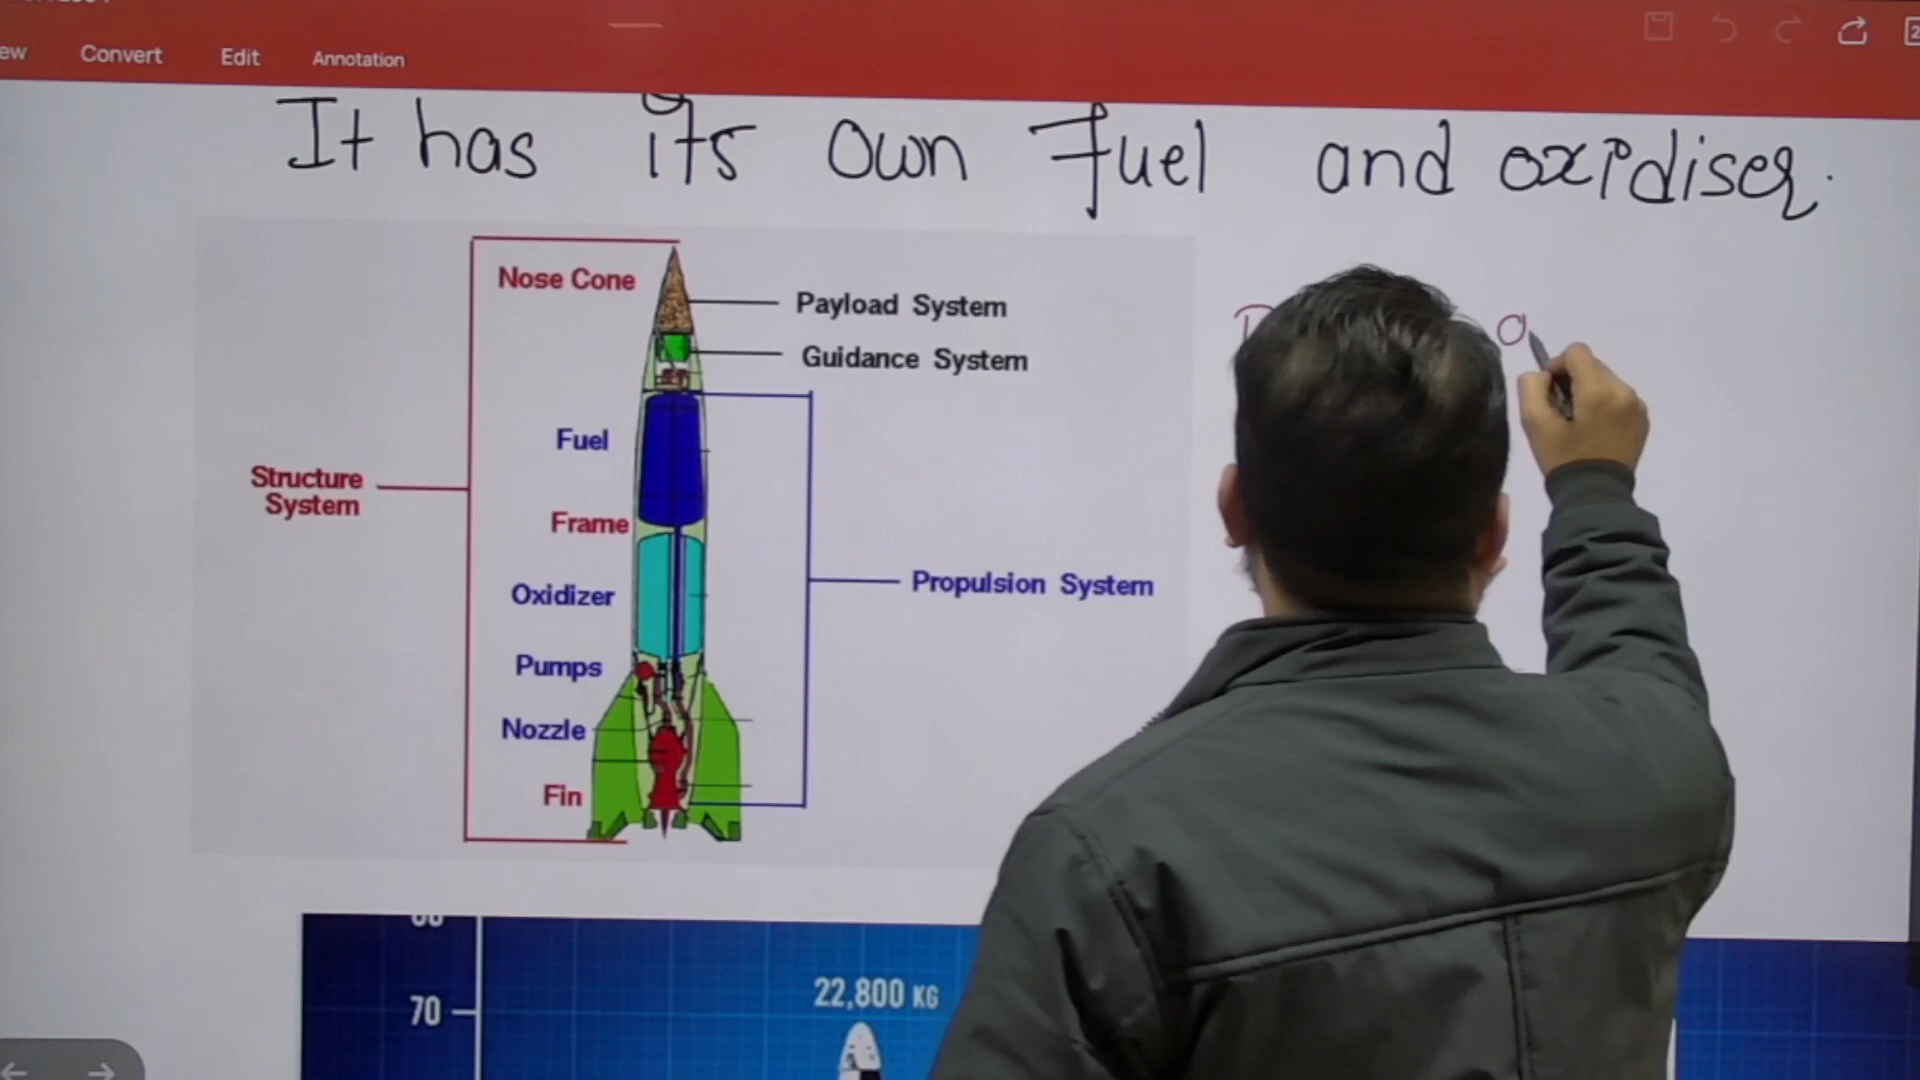 Convert Edit Annotation
It has its own Fuel and oxidiser.
Nose Cone
Payload System
Guidance System
Fuel
Structure
System
Frame
Oxidizer
Propulsion System
Pumps
Nozzle
Fin
22,800 KG
70